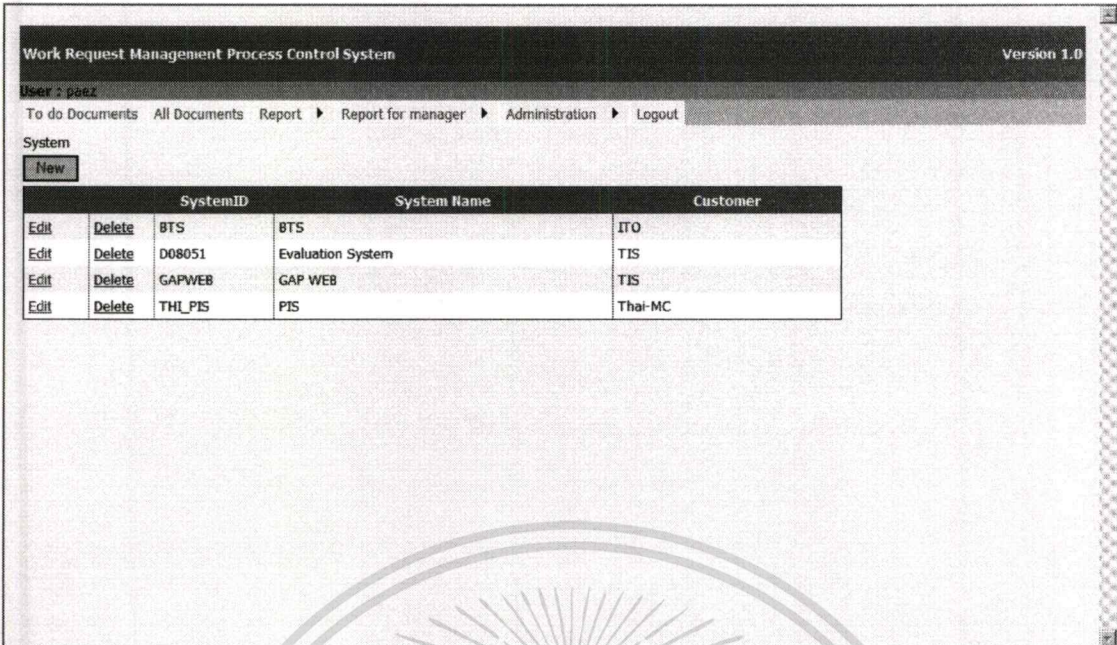 Work Request Management Process Control System Version 1.0
User : paez
To do Documents All Documents Report Report for manager Administration Logout
System
New
SystemID System Name Customer
Edit Delete BTS BTS ITO
Edit Delete D08051 Evaluation System TIS
Edit Delete GAPWEB GAP WEB TIS
Edit Delete THI_PIS PIS Thai-MC